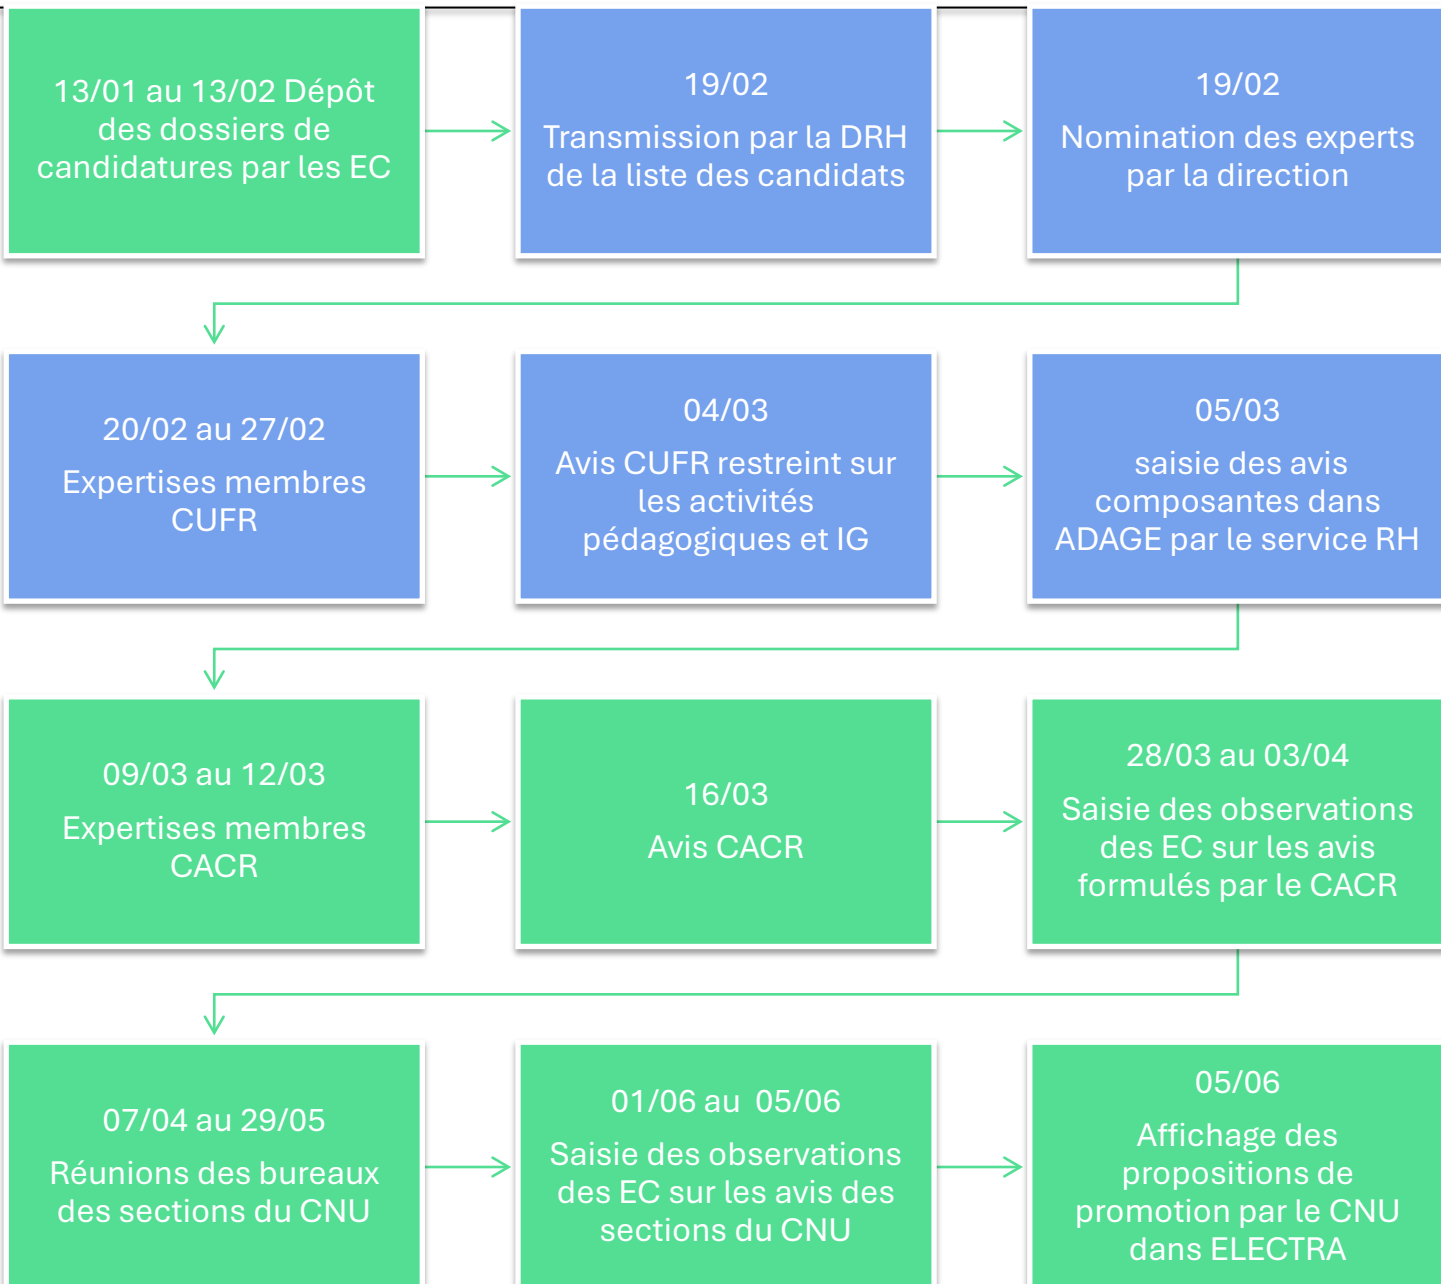 13/01 au 13/02 Dépôt
des dossiers de
candidatures par les EC
19/02
Transmission par la DRH
de la liste des candidats
19/02
Nomination des experts
par la direction
20/02 au 27/02
Expertises membres
CUFR
04/03
Avis CUFR restreint sur
les activités
pédagogiques et IG
05/03
saisie des avis
composantes dans
ADAGE par le service RH
09/03 au 12/03
Expertises membres
CACR
16/03
Avis CACR
28/03 au 03/04
Saisie des observations
des EC sur les avis
formulés par le CACR
07/04 au 29/05
Réunions des bureaux
des sections du CNU
01/06 au  05/06
Saisie des observations
des EC sur les avis des
sections du CNU
05/06
Affichage des
propositions de
promotion par le CNU
dans ELECTRA